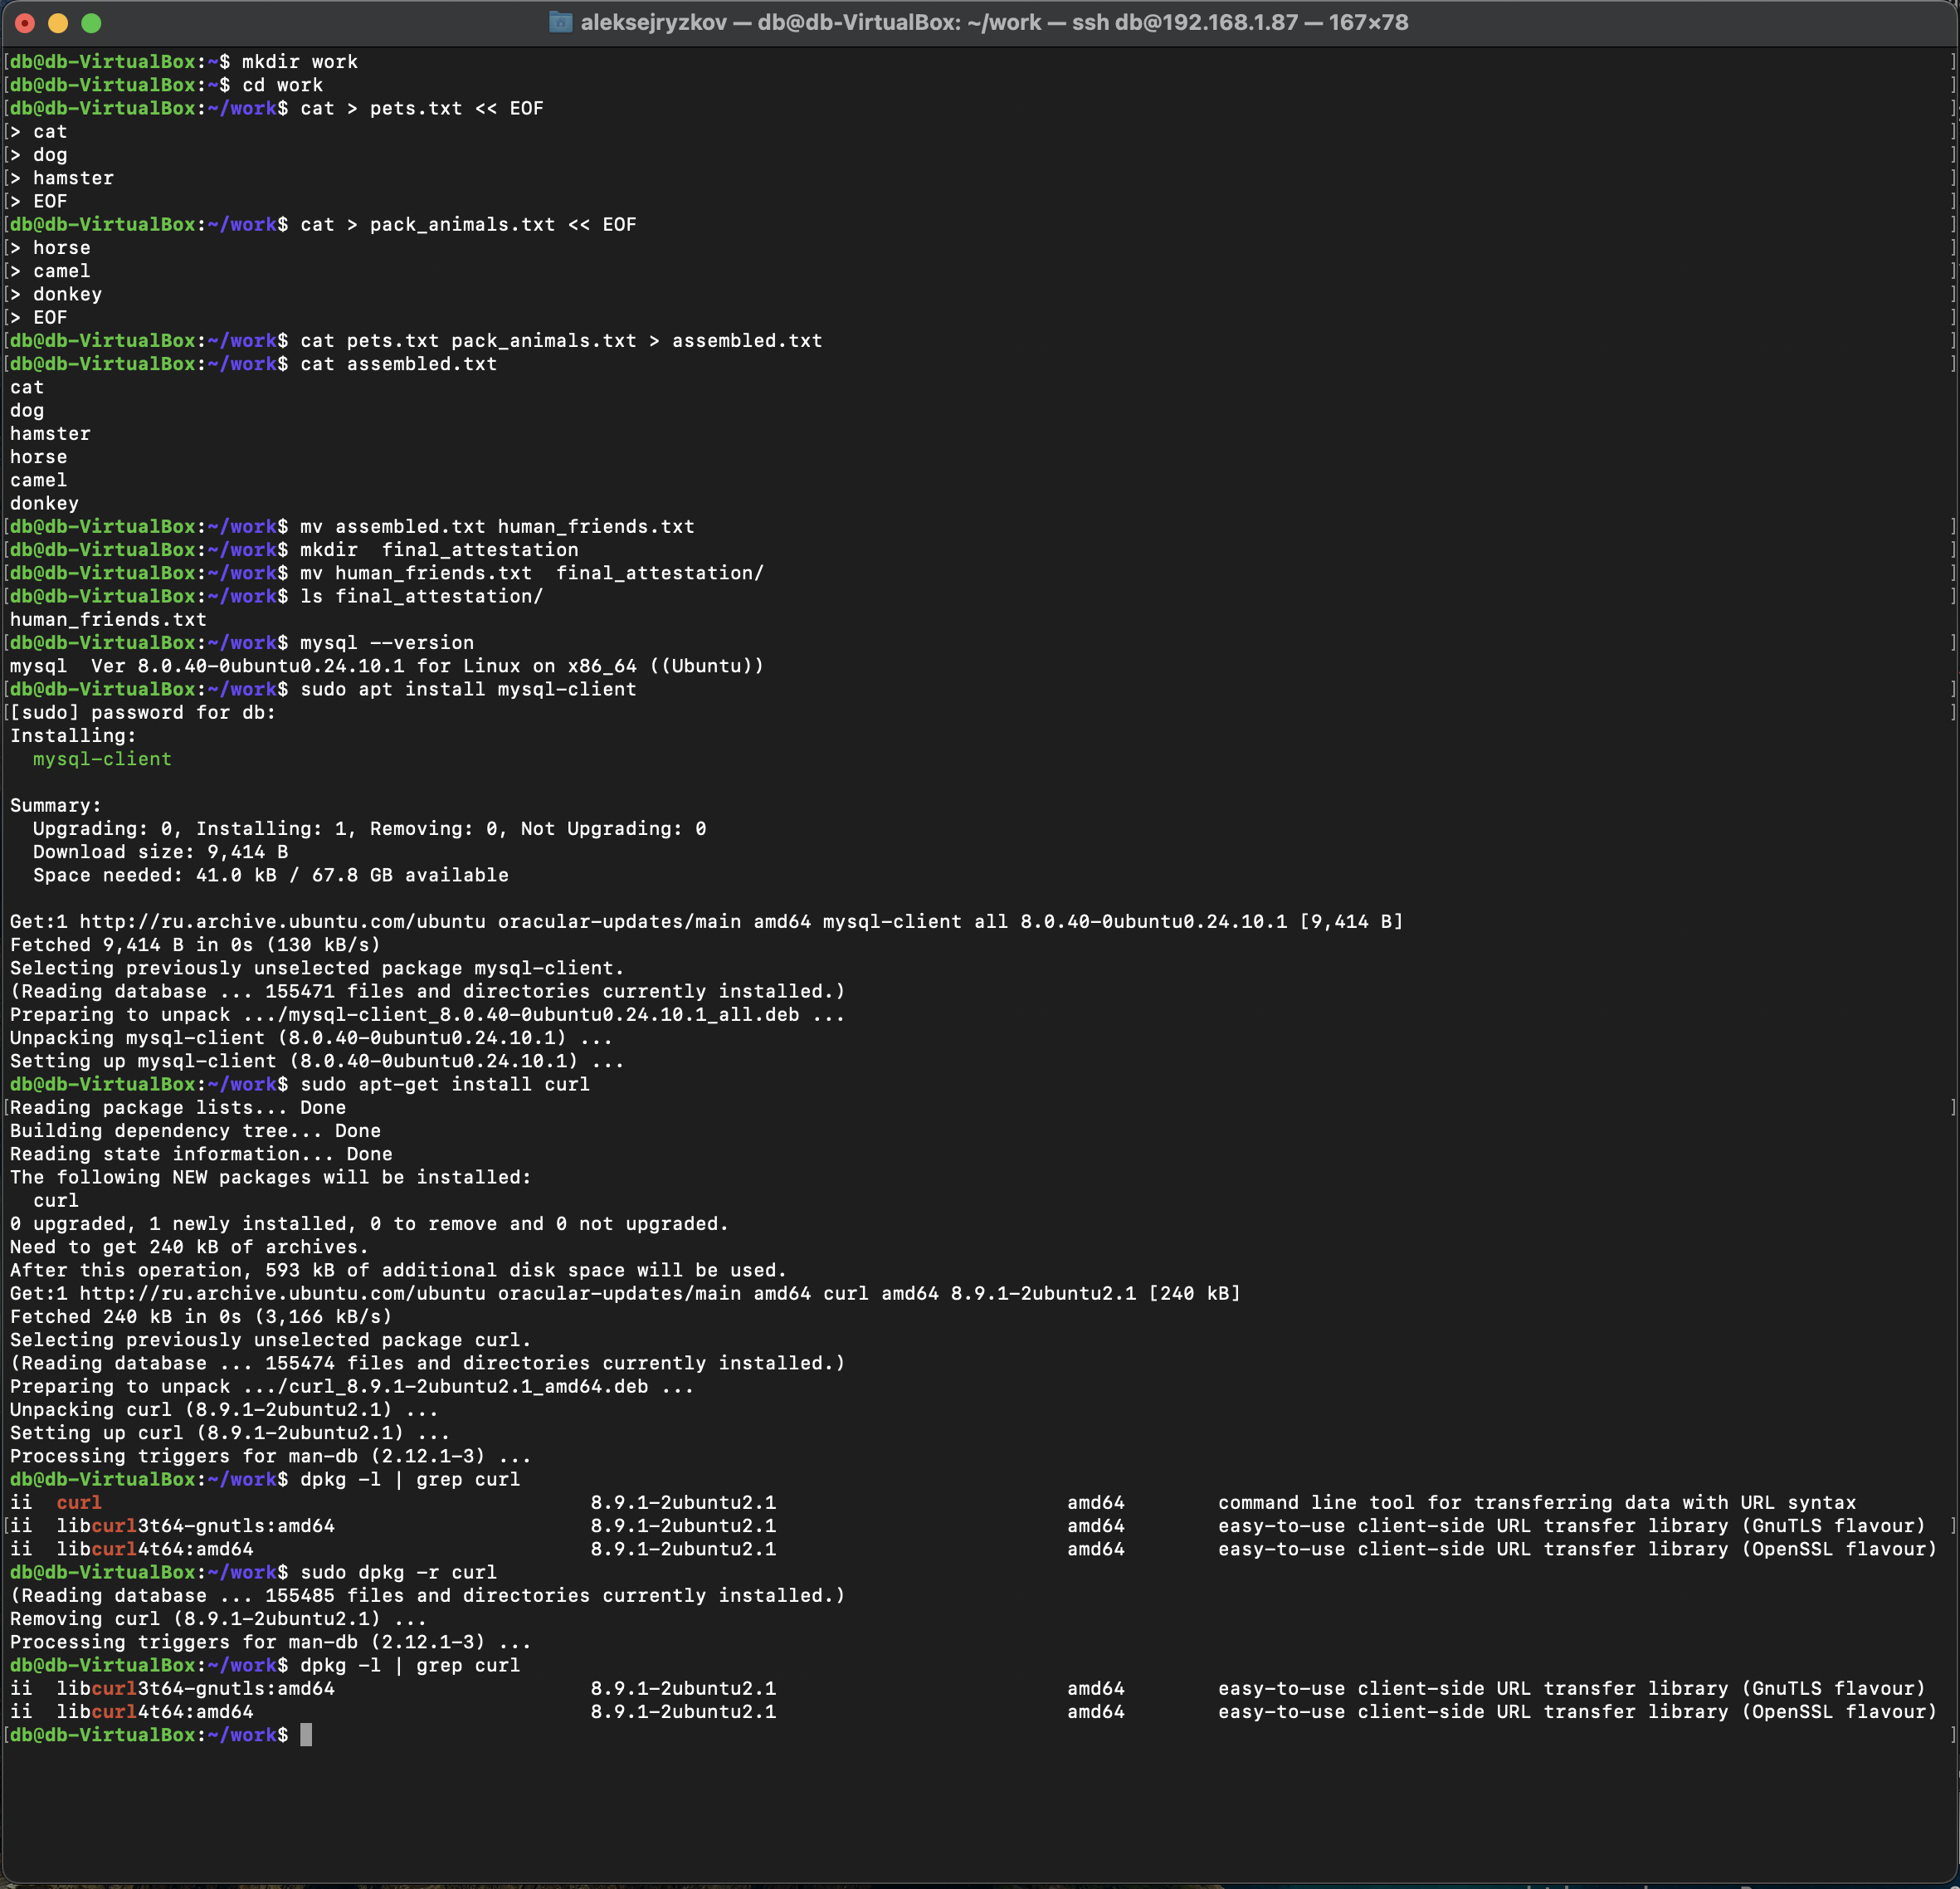 aleksejryzkov — db@db-VirtualBox: ~/work — ssh db@192.168.1.87 — 167×78
[db@db-VirtualBox:~$ mkdir work ]
[db@db-VirtualBox:~$ cd work ]
[db@db-VirtualBox:~/work$ cat > pets.txt << EOF ]
[> cat ]
[> dog ]
[> hamster ]
[> EOF ]
[db@db-VirtualBox:~/work$ cat > pack_animals.txt << EOF ]
[> horse ]
[> camel ]
[> donkey ]
[> EOF ]
[db@db-VirtualBox:~/work$ cat pets.txt pack_animals.txt > assembled.txt ]
[db@db-VirtualBox:~/work$ cat assembled.txt ]
cat
dog
hamster
horse
camel
donkey
[db@db-VirtualBox:~/work$ mv assembled.txt human_friends.txt ]
[db@db-VirtualBox:~/work$ mkdir  final_attestation ]
[db@db-VirtualBox:~/work$ mv human_friends.txt  final_attestation/ ]
[db@db-VirtualBox:~/work$ ls final_attestation/ ]
human_friends.txt
[db@db-VirtualBox:~/work$ mysql --version ]
mysql  Ver 8.0.40-0ubuntu0.24.10.1 for Linux on x86_64 ((Ubuntu))
[db@db-VirtualBox:~/work$ sudo apt install mysql-client ]
[[sudo] password for db: ]
Installing:
  mysql-client

Summary:
  Upgrading: 0, Installing: 1, Removing: 0, Not Upgrading: 0
  Download size: 9,414 B
  Space needed: 41.0 kB / 67.8 GB available

Get:1 http://ru.archive.ubuntu.com/ubuntu oracular-updates/main amd64 mysql-client all 8.0.40-0ubuntu0.24.10.1 [9,414 B]
Fetched 9,414 B in 0s (130 kB/s)
Selecting previously unselected package mysql-client.
(Reading database ... 155471 files and directories currently installed.)
Preparing to unpack .../mysql-client_8.0.40-0ubuntu0.24.10.1_all.deb ...
Unpacking mysql-client (8.0.40-0ubuntu0.24.10.1) ...
Setting up mysql-client (8.0.40-0ubuntu0.24.10.1) ...
db@db-VirtualBox:~/work$ sudo apt-get install curl
[Reading package lists... Done ]
Building dependency tree... Done
Reading state information... Done
The following NEW packages will be installed:
  curl
0 upgraded, 1 newly installed, 0 to remove and 0 not upgraded.
Need to get 240 kB of archives.
After this operation, 593 kB of additional disk space will be used.
Get:1 http://ru.archive.ubuntu.com/ubuntu oracular-updates/main amd64 curl amd64 8.9.1-2ubuntu2.1 [240 kB]
Fetched 240 kB in 0s (3,166 kB/s)
Selecting previously unselected package curl.
(Reading database ... 155474 files and directories currently installed.)
Preparing to unpack .../curl_8.9.1-2ubuntu2.1_amd64.deb ...
Unpacking curl (8.9.1-2ubuntu2.1) ...
Setting up curl (8.9.1-2ubuntu2.1) ...
Processing triggers for man-db (2.12.1-3) ...
db@db-VirtualBox:~/work$ dpkg -l | grep curl
ii  curl  8.9.1-2ubuntu2.1  amd64  command line tool for transferring data with URL syntax
[ii  libcurl3t64-gnutls:amd64  8.9.1-2ubuntu2.1  amd64  easy-to-use client-side URL transfer library (GnuTLS flavour) ]
ii  libcurl4t64:amd64  8.9.1-2ubuntu2.1  amd64  easy-to-use client-side URL transfer library (OpenSSL flavour)
db@db-VirtualBox:~/work$ sudo dpkg -r curl
(Reading database ... 155485 files and directories currently installed.)
Removing curl (8.9.1-2ubuntu2.1) ...
Processing triggers for man-db (2.12.1-3) ...
db@db-VirtualBox:~/work$ dpkg -l | grep curl
ii  libcurl3t64-gnutls:amd64  8.9.1-2ubuntu2.1  amd64  easy-to-use client-side URL transfer library (GnuTLS flavour)
ii  libcurl4t64:amd64  8.9.1-2ubuntu2.1  amd64  easy-to-use client-side URL transfer library (OpenSSL flavour)
[db@db-VirtualBox:~/work$ ]